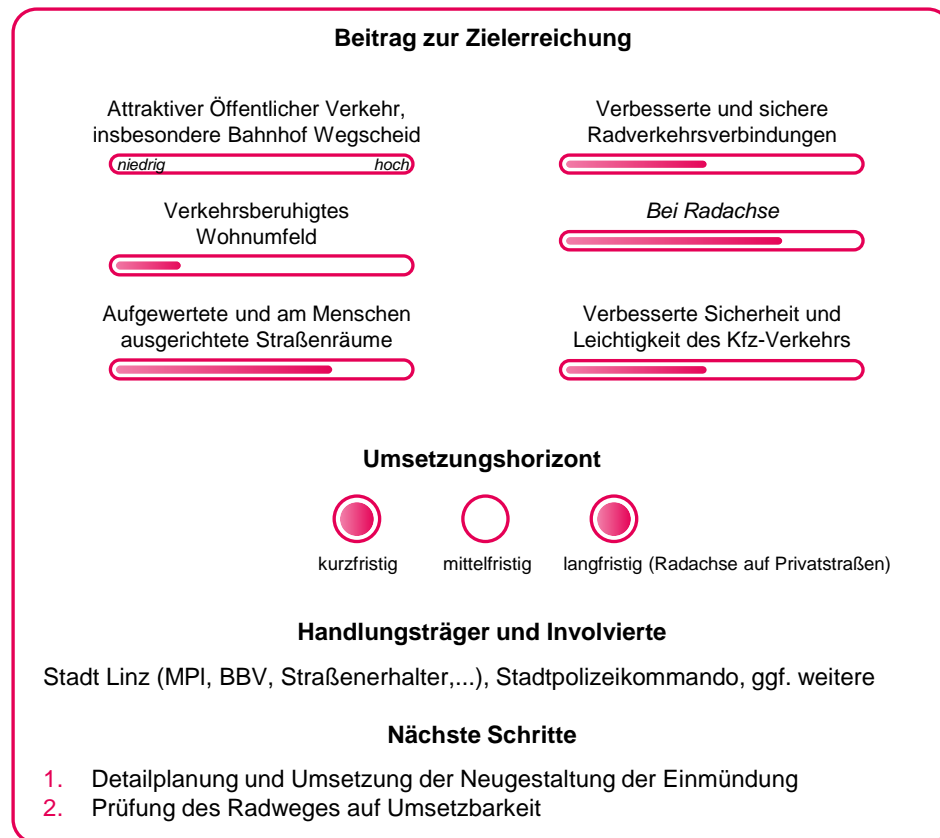 Beitrag zur Zielerreichung
Attraktiver Öffentlicher Verkehr,
insbesondere Bahnhof Wegscheid
niedrig hoch
Verbesserte und sichere
Radverkehrsverbindungen
Verkehrsberuhigtes
Wohnumfeld
Bei Radachse
Aufgewertete und am Menschen
ausgerichtete Straßenräume
Verbesserte Sicherheit und
Leichtigkeit des Kfz-Verkehrs
Umsetzungshorizont
kurzfristig mittelfristig langfristig (Radachse auf Privatstraßen)
Handlungsträger und Involvierte
Stadt Linz (MPI, BBV, Straßenerhalter,...), Stadtpolizeikommando, ggf. weitere
Nächste Schritte
1. Detailplanung und Umsetzung der Neugestaltung der Einmündung
2. Prüfung des Radweges auf Umsetzbarkeit